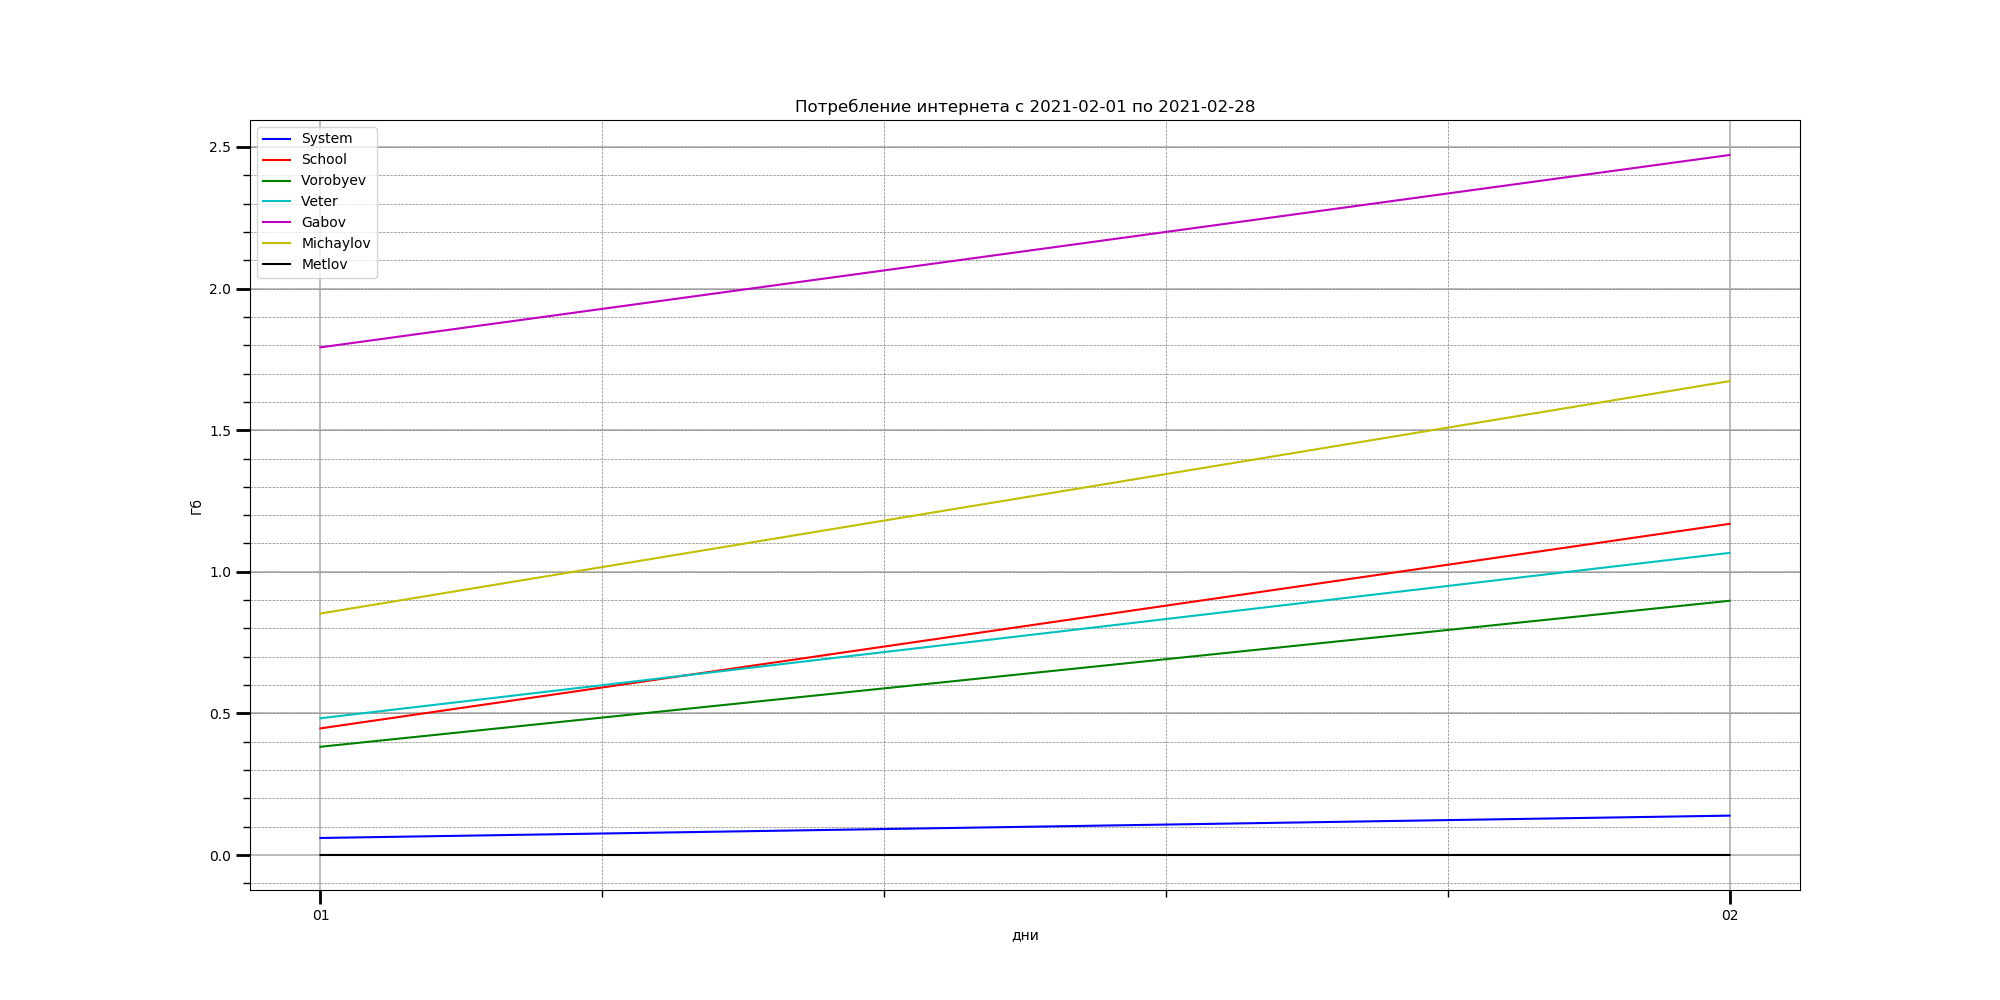 Потребление интернета с 2021-02-01 по 2021-02-28
System
School
Vorobyev
Veter
Gabov
Michaylov
Metlov
2.5
2.0
1.5
1.0
0.5
0.0
Гб
01
02
дни